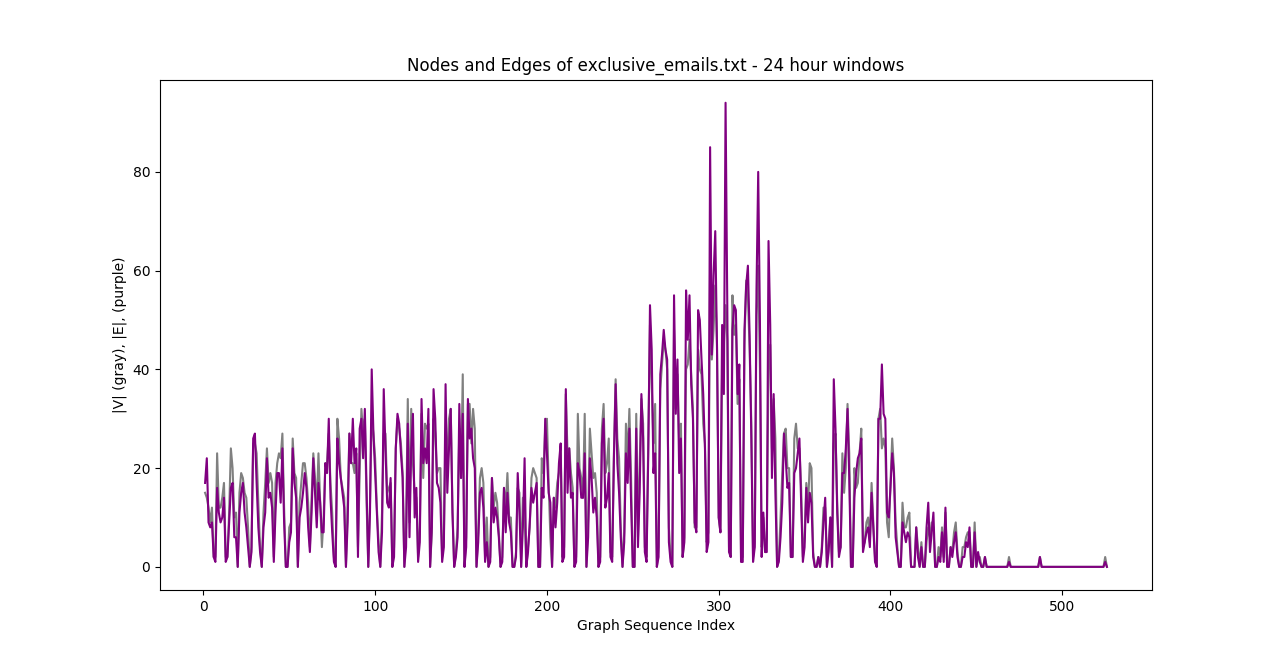 Nodes and Edges of exclusive_emails.txt - 24 hour windows
|V| (gray), |E|, (purple)
80
60
40
20
0
0 100 200 300 400 500
Graph Sequence Index